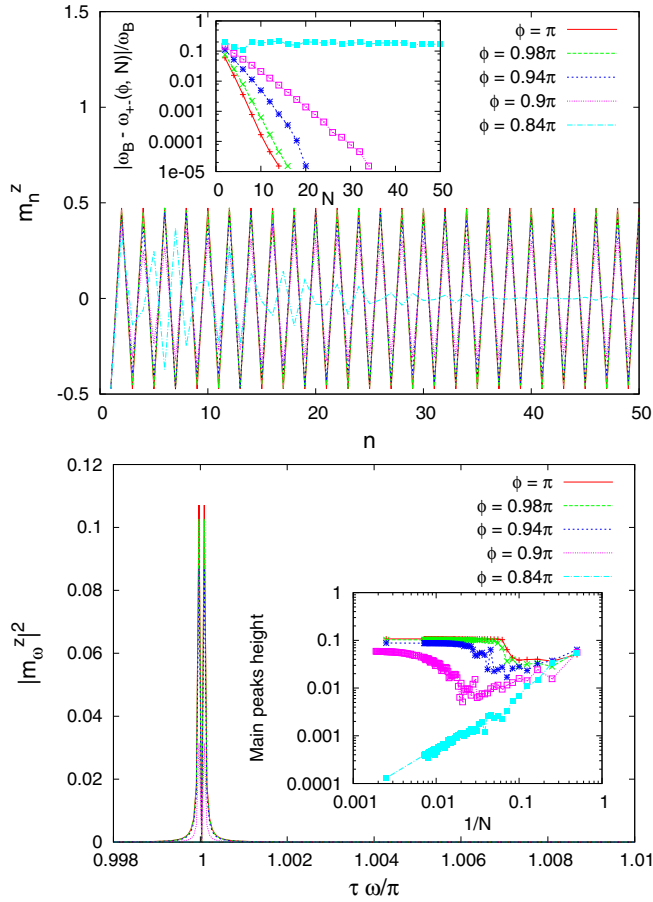 1.5
1
0.5
0
-0.5
0
10
20
30
40
50
m_n^z
n
1
0.1
0.01
0.001
0.0001
1e-05
0
10
20
30
40
50
|ω_B - ω_{+-}(ϕ, N)|/ω_B
N
ϕ = π
ϕ = 0.98π
ϕ = 0.94π
ϕ = 0.9π
ϕ = 0.84π
0.12
0.1
0.08
0.06
0.04
0.02
0
0.998
1
1.002
1.004
1.006
1.008
1.01
|m_ω^z|^2
τ ω/π
ϕ = π
ϕ = 0.98π
ϕ = 0.94π
ϕ = 0.9π
ϕ = 0.84π
1
0.1
0.01
0.001
0.0001
0.001
0.01
0.1
1
Main peaks height
1/N